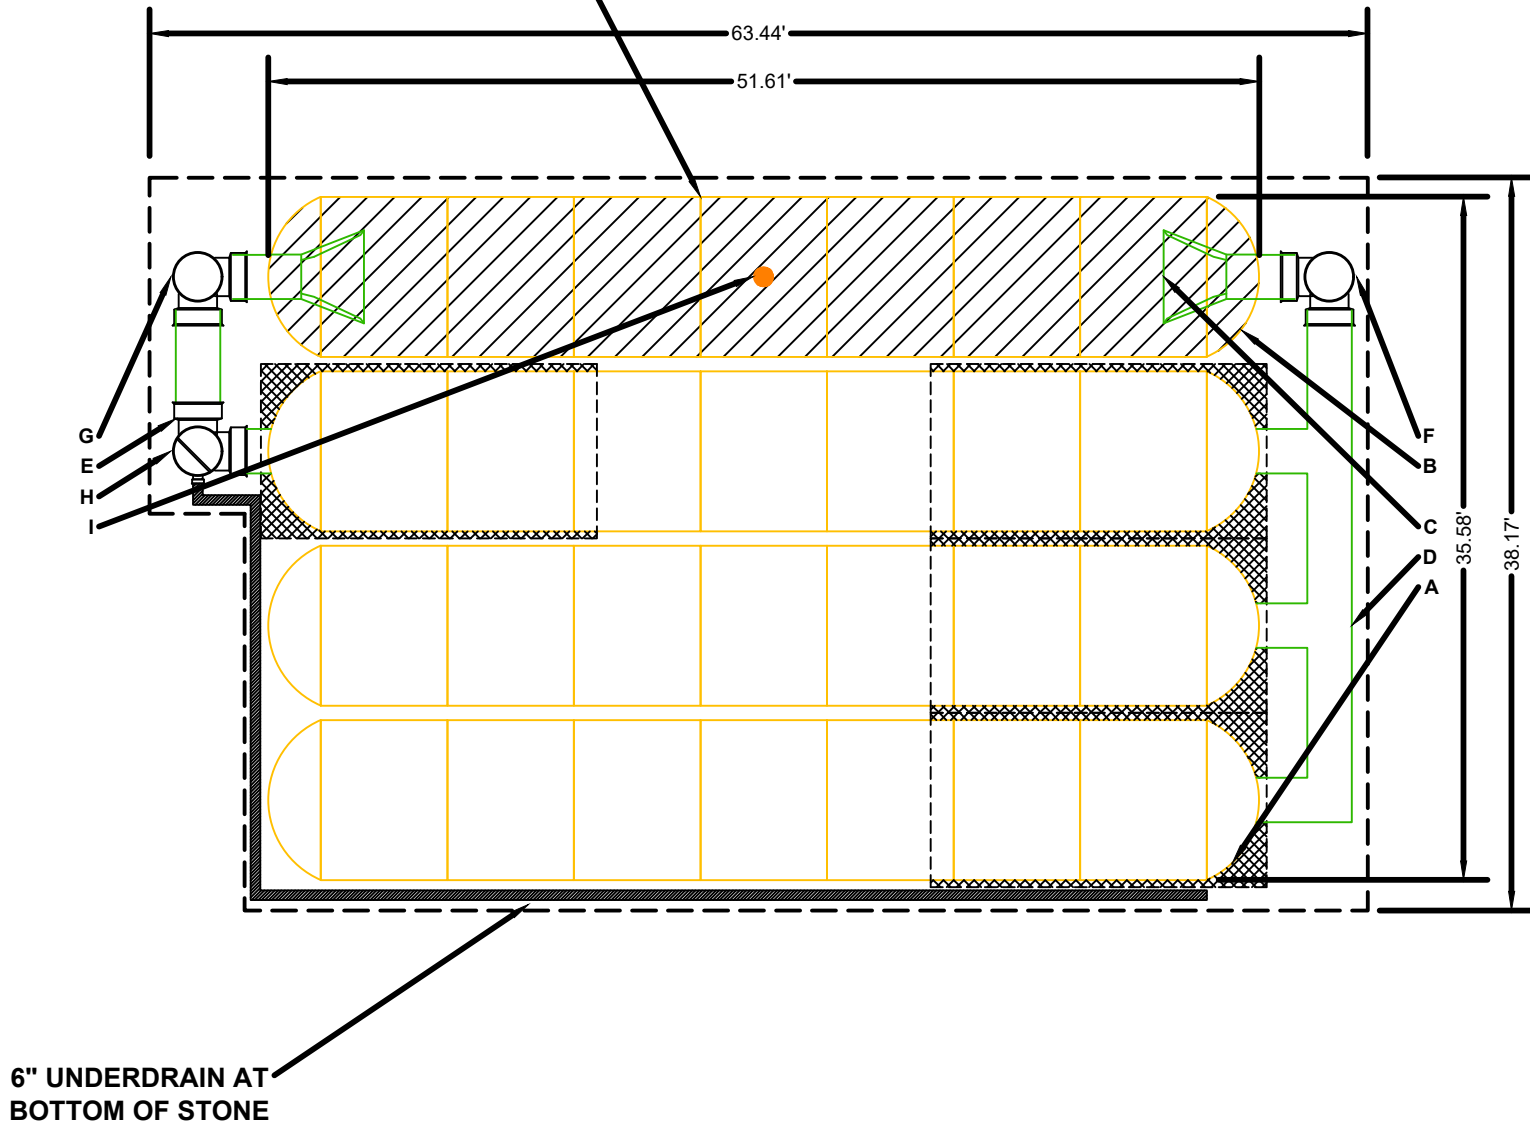 63.44'
51.61'
G
E
H
I
F
B
C
D
A
35.58'
38.17'
6" UNDERDRAIN AT
BOTTOM OF STONE